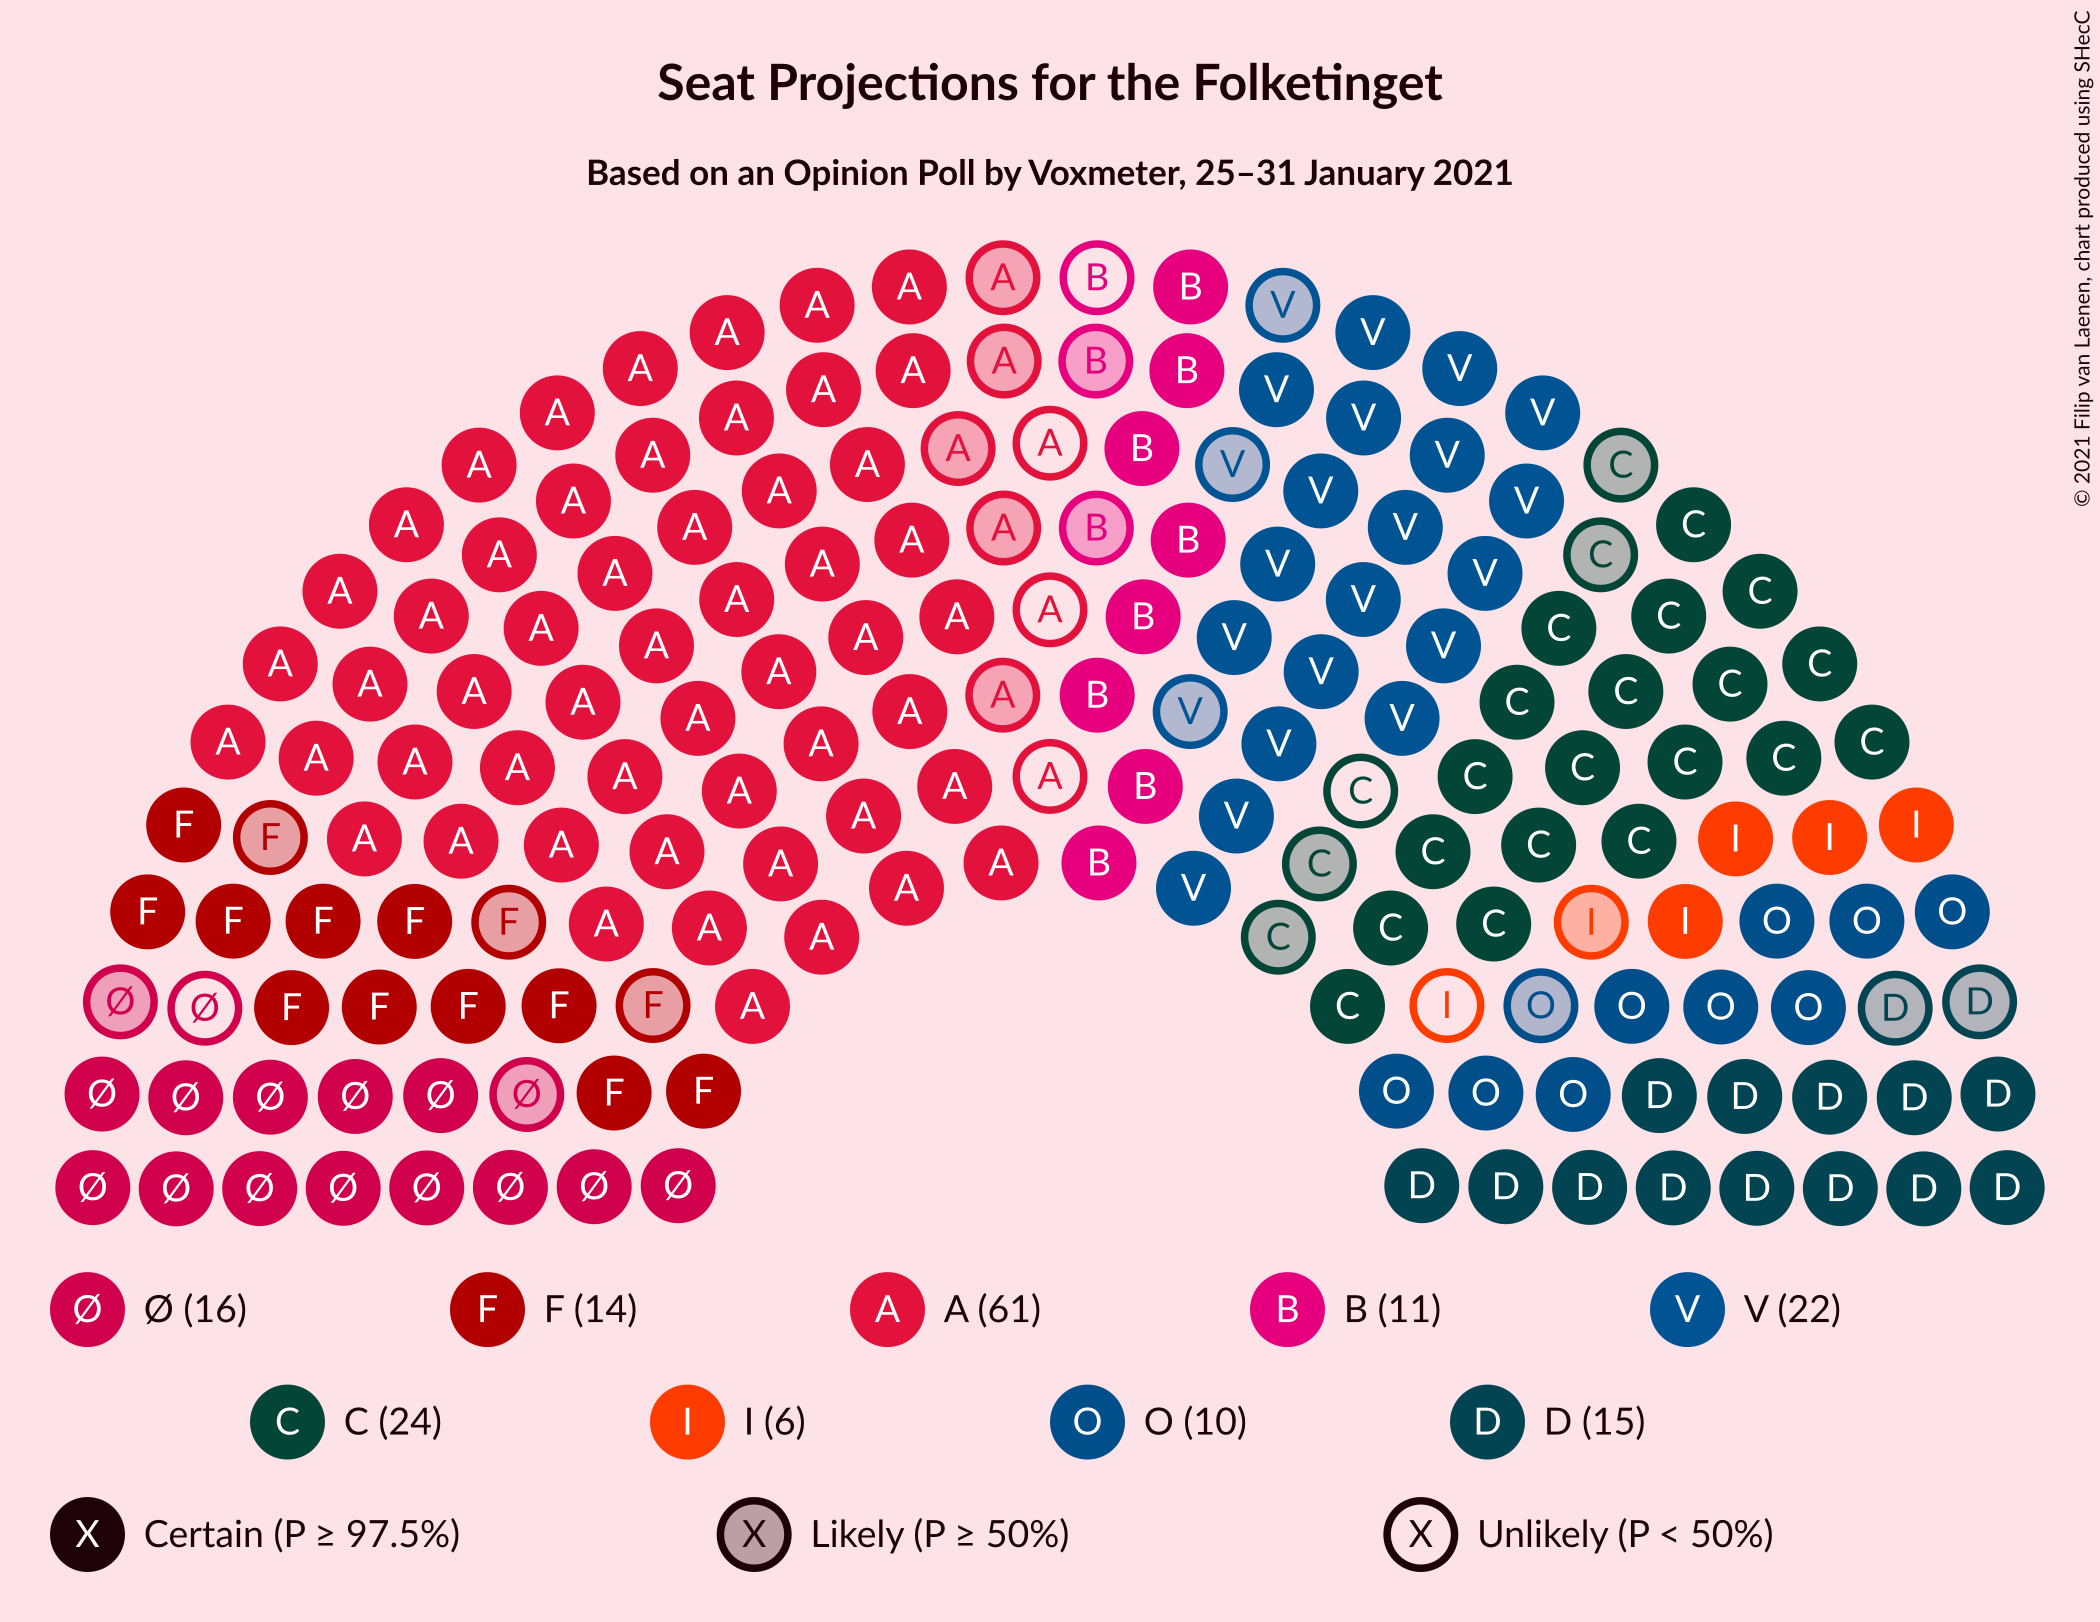 Seat Projections for the Folketinget
Based on an Opinion Poll by Voxmeter, 25–31 January 2021
© 2021 Filip van Laenen, chart produced using SHecC
A A A B B V V
A A A A A B B V V V V
A A A A A B V V V V C
A A A A A A B B V V V V C C
A A A A A A A B V V V V C C C
A A A A A A A B V V V V C C C C
A A A A A A A A B V V V C C C C C
A A A A A A A A A B V C C C C C C
F F A A A A A A A B V C C C C I I I
F F F F F A A A C C C I I O O O
Ø Ø F F F F F A C I O O O O D D
Ø Ø Ø Ø Ø Ø F F O O O D D D D D
Ø Ø Ø Ø Ø Ø Ø Ø D D D D D D D D
Ø Ø (16) F F (14) A A (61) B B (11) V V (22)
C C (24) I I (6) O O (10) D D (15)
X Certain (P ≥ 97.5%) X Likely (P ≥ 50%) X Unlikely (P < 50%)